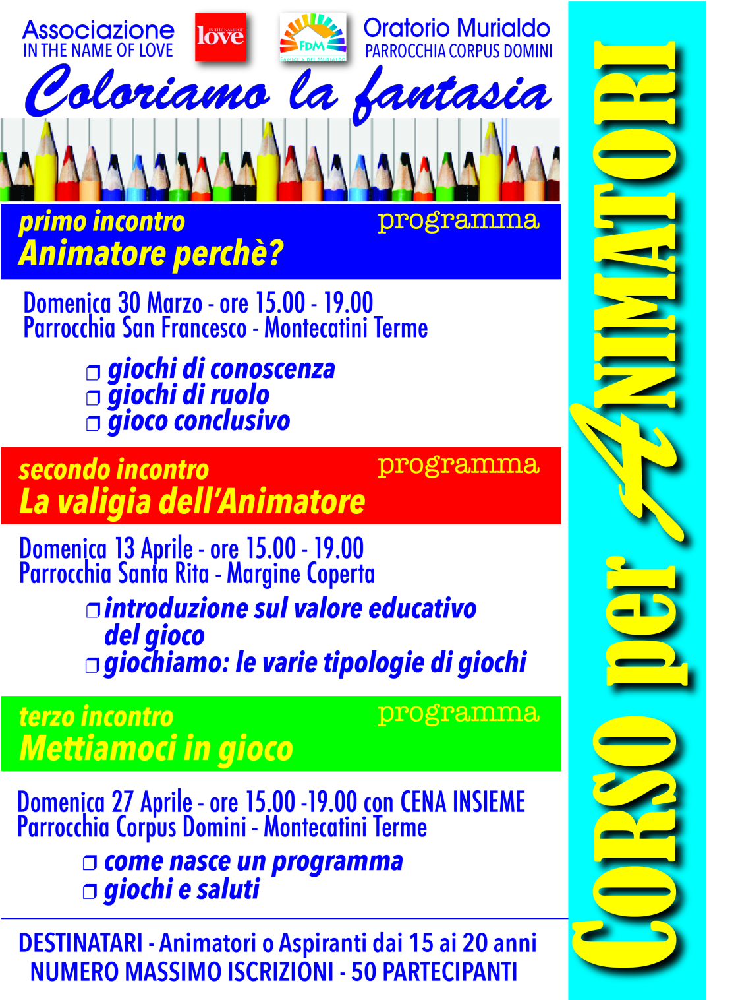 Associazione
IN THE NAME OF LOVE
IN THE NAME OF
love
FDM
FAMIGLIA DEL MURIALDO
Oratorio Murialdo
PARROCCHIA CORPUS DOMINI
Coloriamo la fantasia
primo incontro
programma
Animatore perchè?
Domenica 30 Marzo - ore 15.00 - 19.00
Parrocchia San Francesco - Montecatini Terme
❒ giochi di conoscenza
❒ giochi di ruolo
❒ gioco conclusivo
secondo incontro
programma
La valigia dell’Animatore
Domenica 13 Aprile - ore 15.00 - 19.00
Parrocchia Santa Rita - Margine Coperta
❒ introduzione sul valore educativo
del gioco
❒ giochiamo: le varie tipologie di giochi
terzo incontro
programma
Mettiamoci in gioco
Domenica 27 Aprile - ore 15.00 -19.00 con CENA INSIEME
Parrocchia Corpus Domini - Montecatini Terme
❒ come nasce un programma
❒ giochi e saluti
DESTINATARI - Animatori o Aspiranti dai 15 ai 20 anni
NUMERO MASSIMO ISCRIZIONI - 50 PARTECIPANTI
CORSO per ANIMATORI